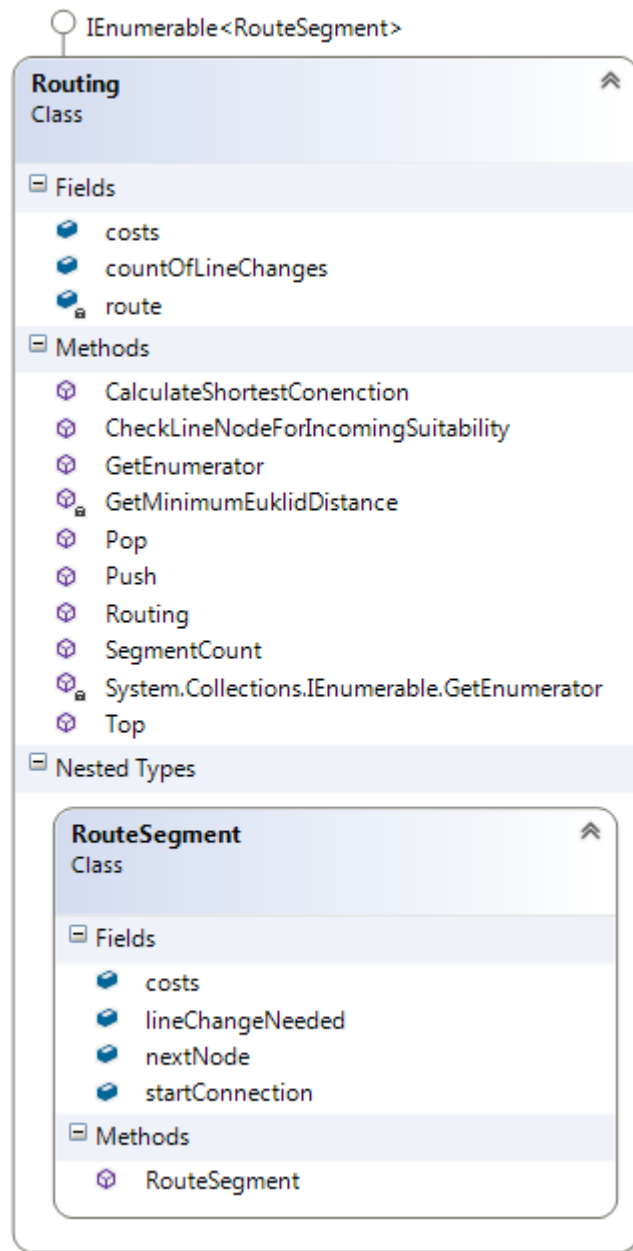 IEnumerable<RouteSegment>
Routing
Class
Fields
costs
countOfLineChanges
route
Methods
CalculateShortestConenction
CheckLineNodeForIncomingSuitability
GetEnumerator
GetMinimumEuklidDistance
Pop
Push
Routing
SegmentCount
System.Collections.IEnumerable.GetEnumerator
Top
Nested Types
RouteSegment
Class
Fields
costs
lineChangeNeeded
nextNode
startConnection
Methods
RouteSegment